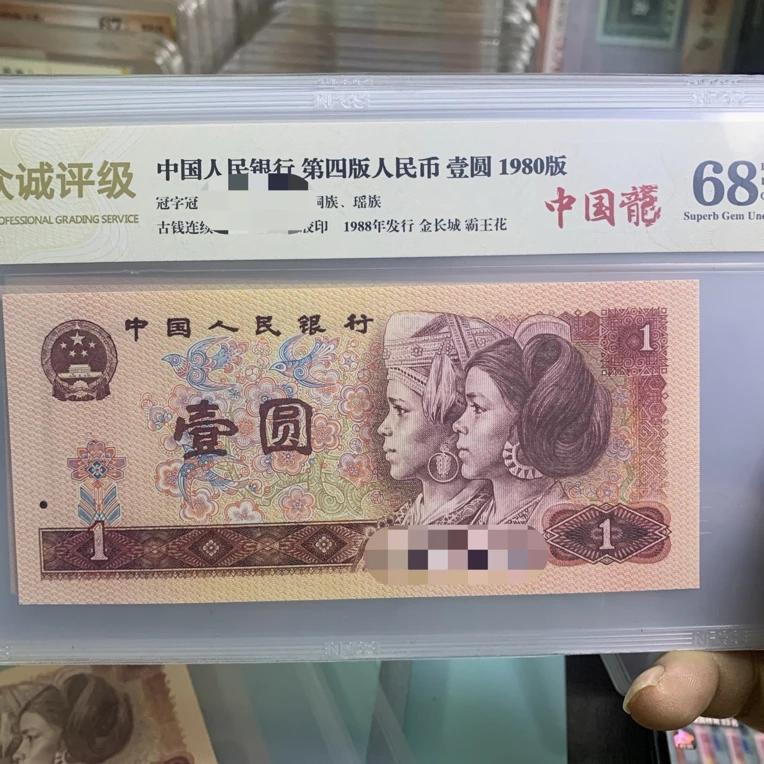 众诚评级
PROFESSIONAL GRADING SERVICE
中国人民银行 第四版人民币 壹圆 1980版
冠字冠
侗族、瑶族
古钱连续
1988年发行 金长城 霸王花
中国龍
68
Superb Gem Unc
中国人民银行
壹圆
1
1
1